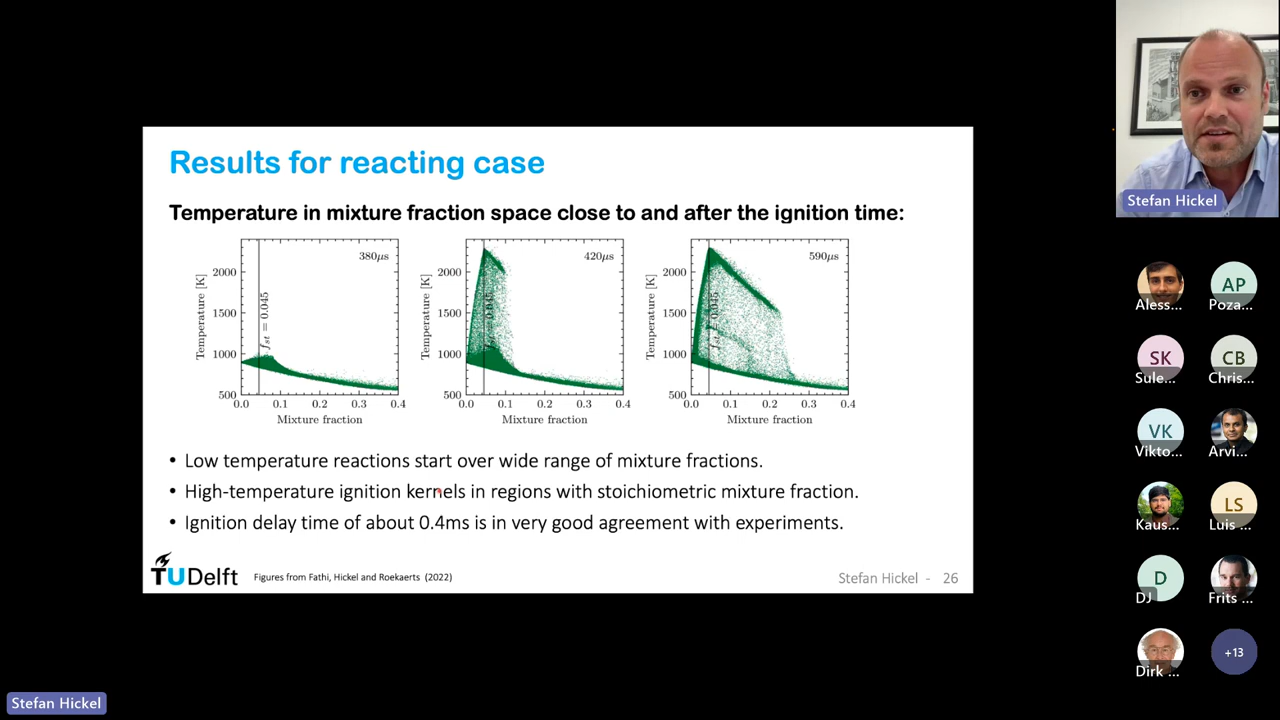 Results for reacting case
Temperature in mixture fraction space close to and after the ignition time:
380μs
Temperature [K]
2000
1500
1000
500
f_st = 0.045
0.0 0.1 0.2 0.3 0.4
Mixture fraction
420μs
Temperature [K]
2000
1500
1000
500
f_st = 0.045
0.0 0.1 0.2 0.3 0.4
Mixture fraction
590μs
Temperature [K]
2000
1500
1000
500
f_st = 0.045
0.0 0.1 0.2 0.3 0.4
Mixture fraction
• Low temperature reactions start over wide range of mixture fractions.
• High-temperature ignition kernels in regions with stoichiometric mixture fraction.
• Ignition delay time of about 0.4ms is in very good agreement with experiments.
TUDelft
Figures from Fathi, Hickel and Roekaerts (2022)
Stefan Hickel - 26
Stefan Hickel
Aless...
AP
Poza...
SK
Sule...
CB
Chris...
VK
Vikto...
Arvi...
Kaus...
LS
Luis ...
D
DJ
Frits ...
Dirk ...
+13
Stefan Hickel